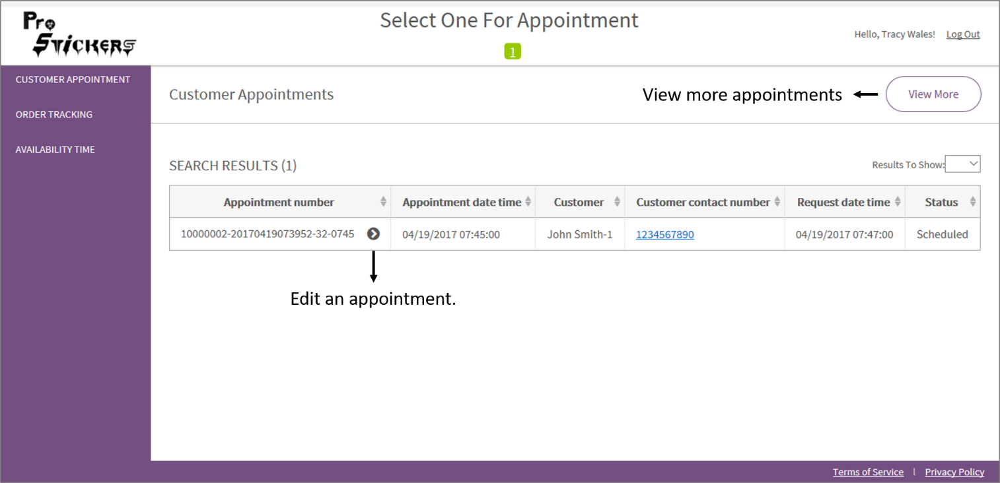 Pro
Stickers
Select One For Appointment
1
Hello, Tracy Wales! Log Out
CUSTOMER APPOINTMENT
ORDER TRACKING
AVAILABILITY TIME
Customer Appointments
View more appointments
View More
SEARCH RESULTS (1)
Results To Show:
Appointment number Appointment date time Customer Customer contact number Request date time Status
10000002-20170419073952-32-0745 04/19/2017 07:45:00 John Smith-1 1234567890 04/19/2017 07:47:00 Scheduled
Edit an appointment.
Terms of Service | Privacy Policy